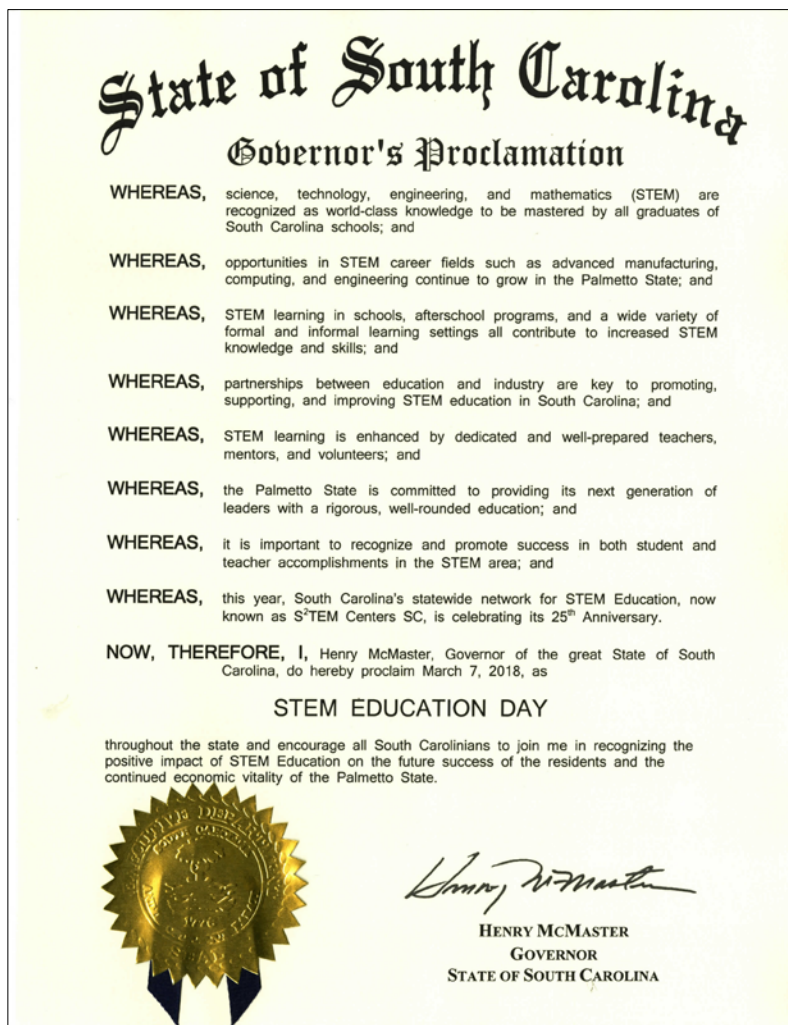 State of South Carolina
Governor's Proclamation
WHEREAS, science, technology, engineering, and mathematics (STEM) are
recognized as world-class knowledge to be mastered by all graduates of
South Carolina schools; and
WHEREAS, opportunities in STEM career fields such as advanced manufacturing,
computing, and engineering continue to grow in the Palmetto State; and
WHEREAS, STEM learning in schools, afterschool programs, and a wide variety of
formal and informal learning settings all contribute to increased STEM
knowledge and skills; and
WHEREAS, partnerships between education and industry are key to promoting,
supporting, and improving STEM education in South Carolina; and
WHEREAS, STEM learning is enhanced by dedicated and well-prepared teachers,
mentors, and volunteers; and
WHEREAS, the Palmetto State is committed to providing its next generation of
leaders with a rigorous, well-rounded education; and
WHEREAS, it is important to recognize and promote success in both student and
teacher accomplishments in the STEM area; and
WHEREAS, this year, South Carolina's statewide network for STEM Education, now
known as S²TEM Centers SC, is celebrating its 25th Anniversary.
NOW, THEREFORE, I, Henry McMaster, Governor of the great State of South
Carolina, do hereby proclaim March 7, 2018, as
STEM EDUCATION DAY
throughout the state and encourage all South Carolinians to join me in recognizing the
positive impact of STEM Education on the future success of the residents and the
continued economic vitality of the Palmetto State.
EXECUTIVE DEPARTMENT
SOUTH CAROLINA
1776
SEAL
Henry McMaster
HENRY MCMASTER
GOVERNOR
STATE OF SOUTH CAROLINA